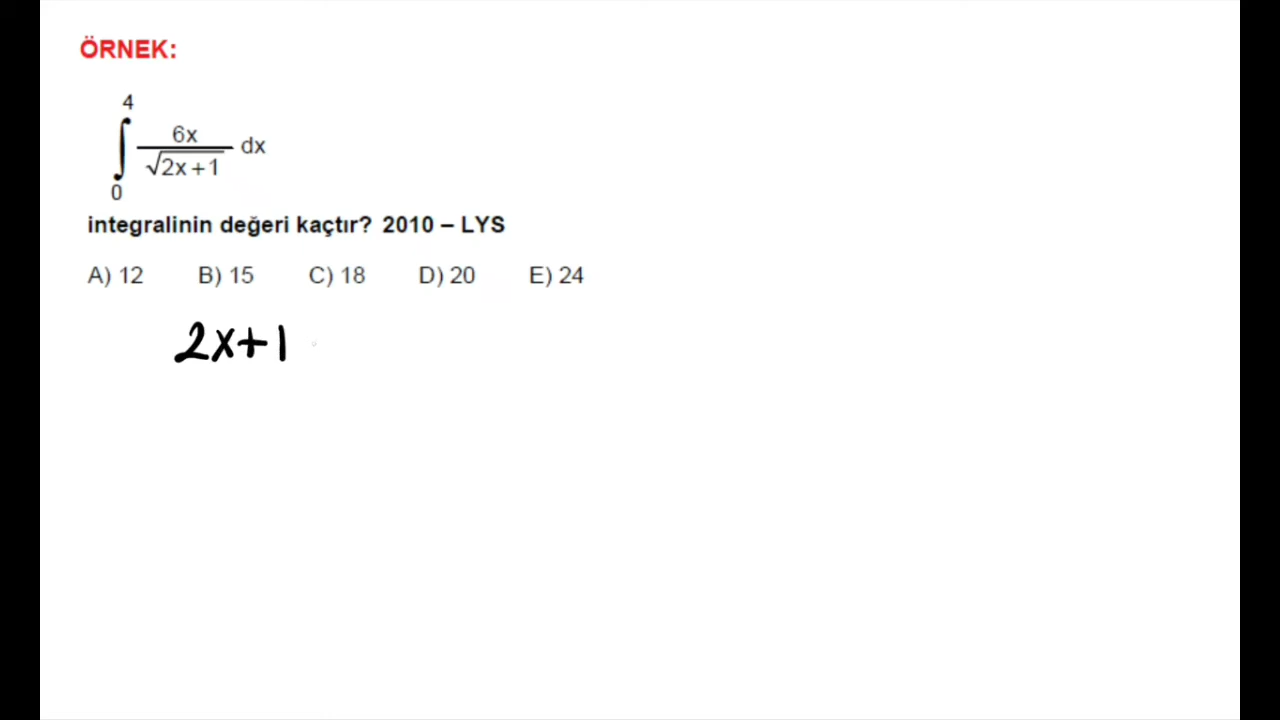 ÖRNEK:
4
∫ 6x / √2x+1 dx
0
integralinin değeri kaçtır? 2010 – LYS
A) 12 B) 15 C) 18 D) 20 E) 24
2x+1